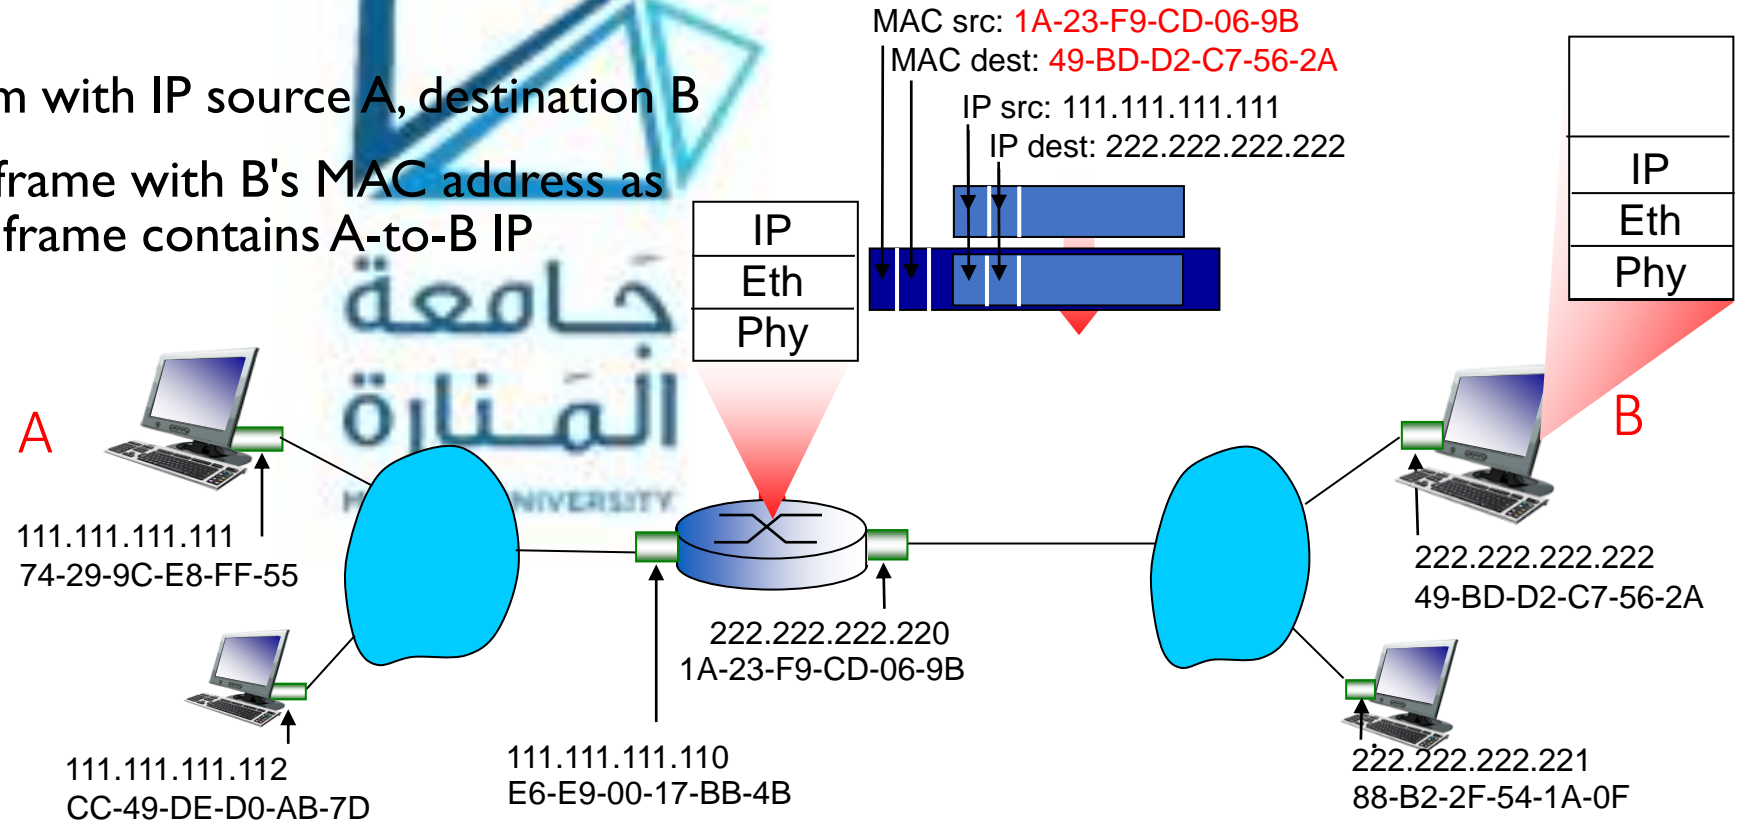 MAC src: 1A-23-F9-CD-06-9B
MAC dest: 49-BD-D2-C7-56-2A
IP src: 111.111.111.111
IP dest: 222.222.222.222
m with IP source A, destination B
frame with B's MAC address as
frame contains A-to-B IP
جَامعة
المَنارة
NIVERSITY
IP
Eth
Phy
IP
Eth
Phy
A
B
111.111.111.111
74-29-9C-E8-FF-55
222.222.222.222
49-BD-D2-C7-56-2A
222.222.222.220
1A-23-F9-CD-06-9B
111.111.111.112
CC-49-DE-D0-AB-7D
111.111.111.110
E6-E9-00-17-BB-4B
222.222.222.221
88-B2-2F-54-1A-0F